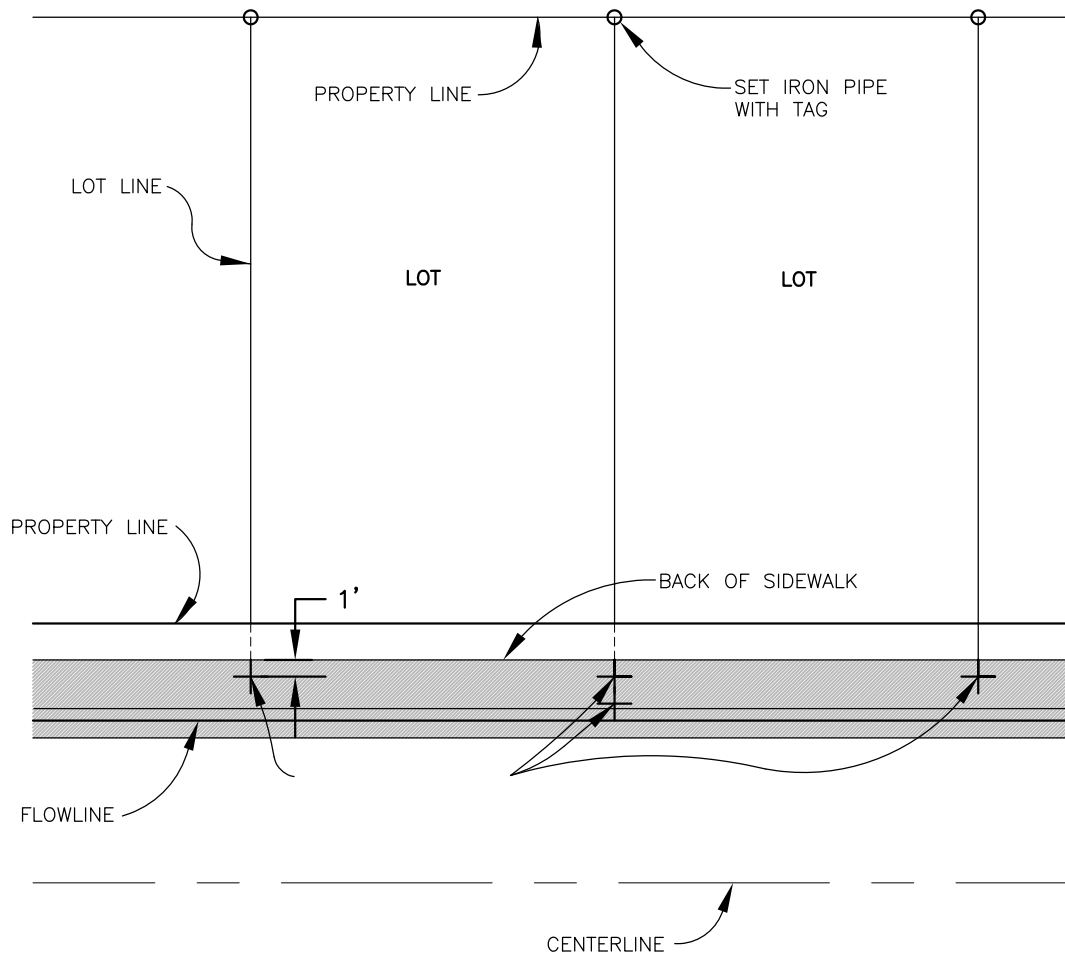 PROPERTY LINE
SET IRON PIPE
WITH TAG
LOT LINE
LOT
LOT
PROPERTY LINE
BACK OF SIDEWALK
1'
FLOWLINE
CENTERLINE